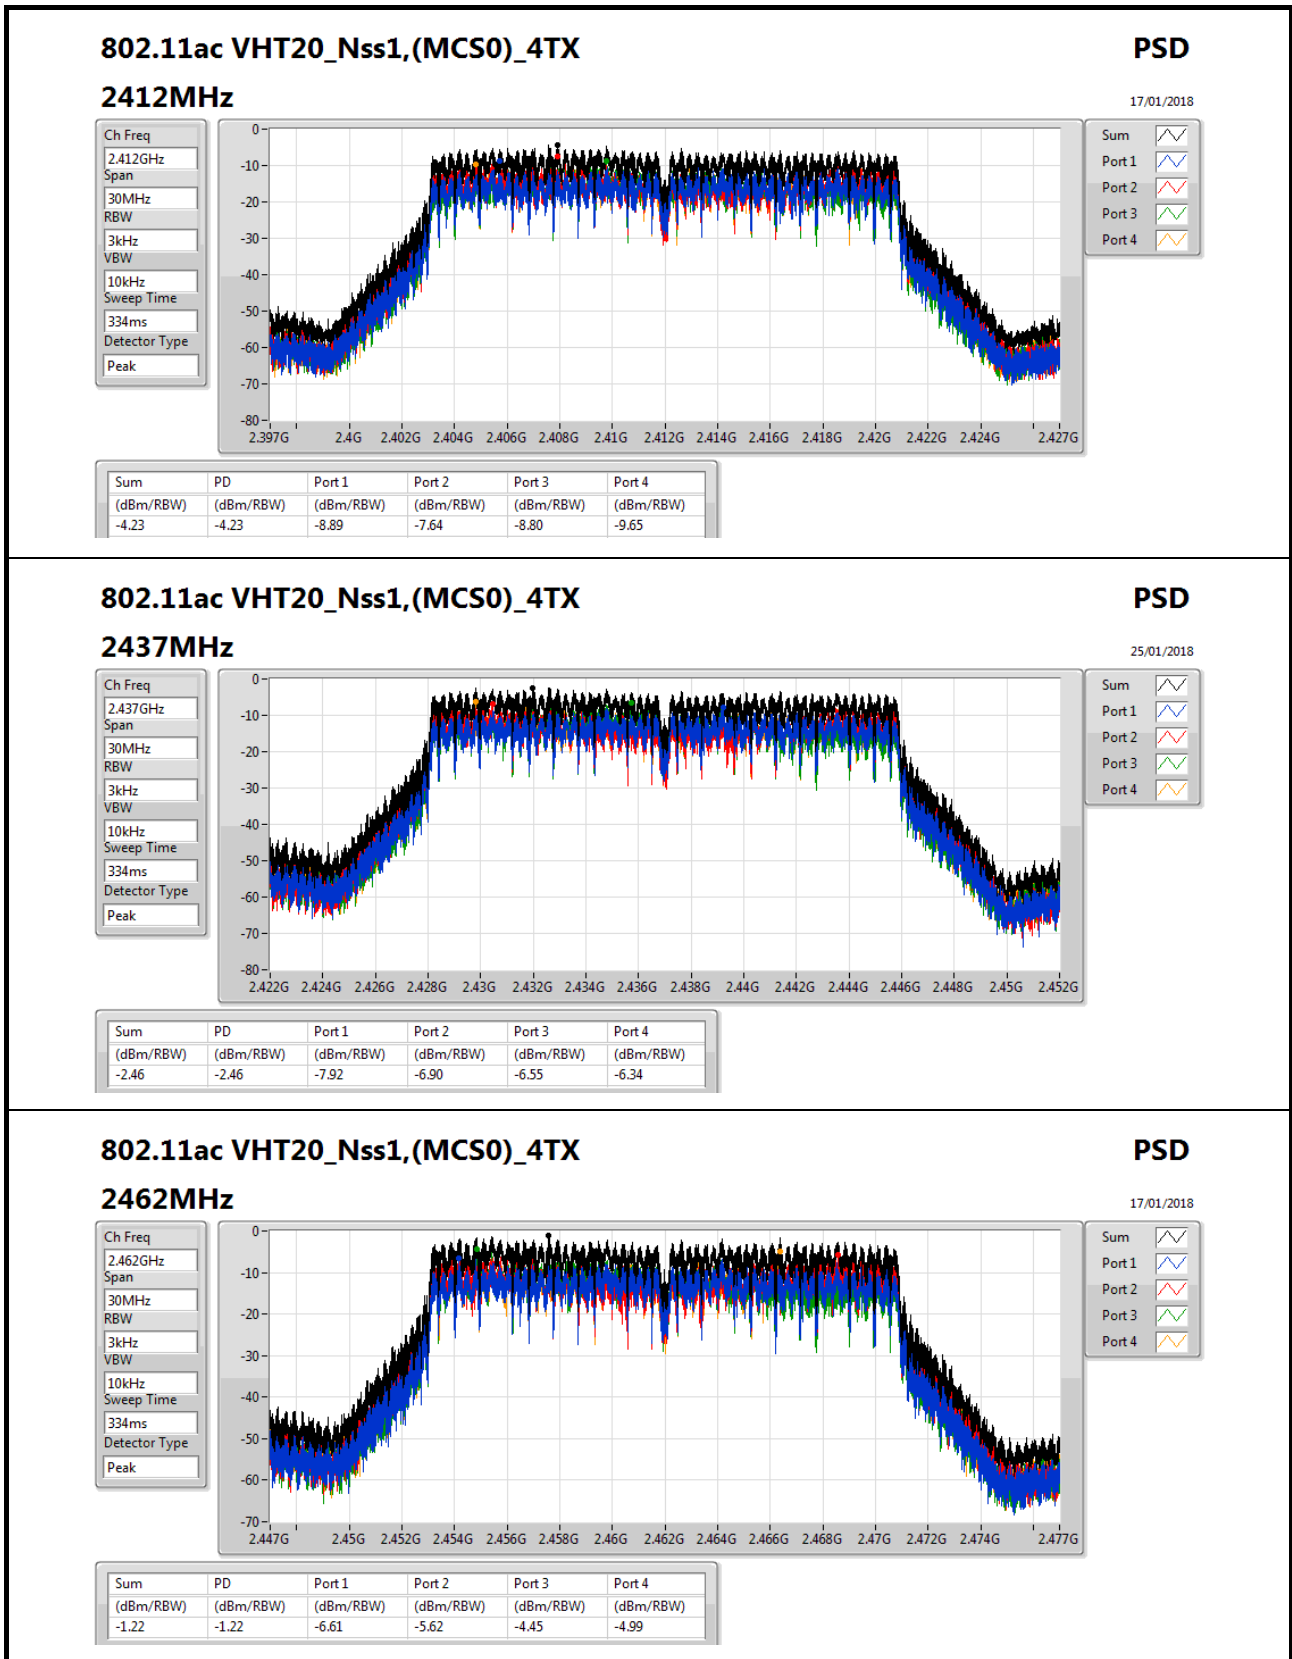 802.11ac VHT20_Nss1,(MCS0)_4TX PSD
2412MHz 17/01/2018
Ch Freq
2.412GHz
Span
30MHz
RBW
3kHz
VBW
10kHz
Sweep Time
334ms
Detector Type
Peak
0
-10
-20
-30
-40
-50
-60
-70
-80
2.397G 2.4G 2.402G 2.404G 2.406G 2.408G 2.41G 2.412G 2.414G 2.416G 2.418G 2.42G 2.422G 2.424G 2.427G
Sum
Port 1
Port 2
Port 3
Port 4
Sum PD Port 1 Port 2 Port 3 Port 4
(dBm/RBW) (dBm/RBW) (dBm/RBW) (dBm/RBW) (dBm/RBW) (dBm/RBW)
-4.23 -4.23 -8.89 -7.64 -8.80 -9.65
802.11ac VHT20_Nss1,(MCS0)_4TX PSD
2437MHz 25/01/2018
Ch Freq
2.437GHz
Span
30MHz
RBW
3kHz
VBW
10kHz
Sweep Time
334ms
Detector Type
Peak
0
-10
-20
-30
-40
-50
-60
-70
-80
2.422G 2.424G 2.426G 2.428G 2.43G 2.432G 2.434G 2.436G 2.438G 2.44G 2.442G 2.444G 2.446G 2.448G 2.45G 2.452G
Sum
Port 1
Port 2
Port 3
Port 4
Sum PD Port 1 Port 2 Port 3 Port 4
(dBm/RBW) (dBm/RBW) (dBm/RBW) (dBm/RBW) (dBm/RBW) (dBm/RBW)
-2.46 -2.46 -7.92 -6.90 -6.55 -6.34
802.11ac VHT20_Nss1,(MCS0)_4TX PSD
2462MHz 17/01/2018
Ch Freq
2.462GHz
Span
30MHz
RBW
3kHz
VBW
10kHz
Sweep Time
334ms
Detector Type
Peak
0
-10
-20
-30
-40
-50
-60
-70
2.447G 2.45G 2.452G 2.454G 2.456G 2.458G 2.46G 2.462G 2.464G 2.466G 2.468G 2.47G 2.472G 2.474G 2.477G
Sum
Port 1
Port 2
Port 3
Port 4
Sum PD Port 1 Port 2 Port 3 Port 4
(dBm/RBW) (dBm/RBW) (dBm/RBW) (dBm/RBW) (dBm/RBW) (dBm/RBW)
-1.22 -1.22 -6.61 -5.62 -4.45 -4.99